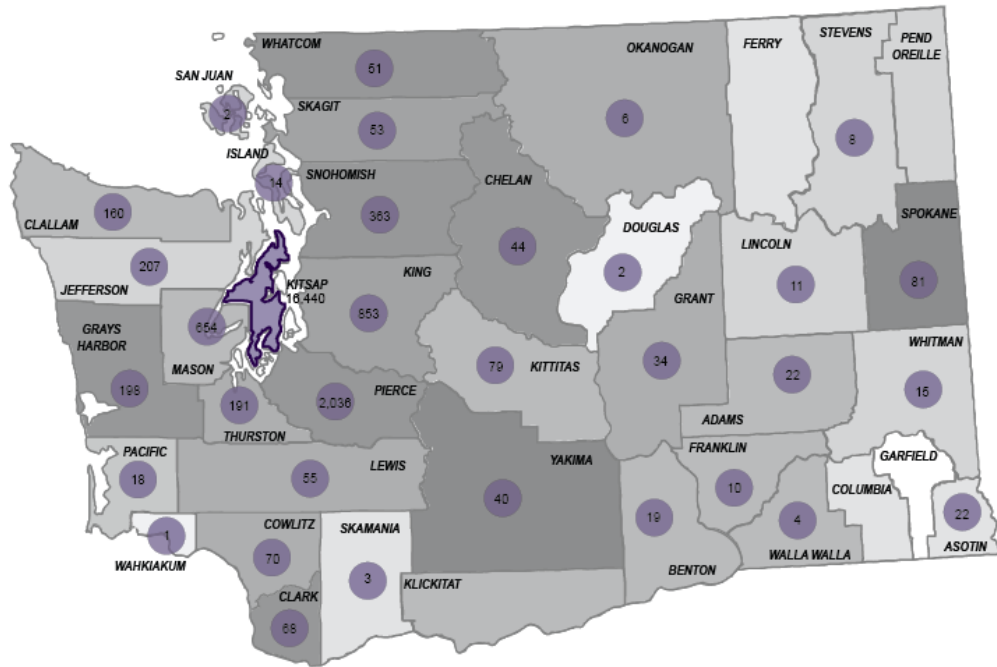 WHATCOM
61
OKANOGAN
6
FERRY
STEVENS
8
PEND
OREILLE
SAN JUAN
2
SKAGIT
53
ISLAND
14
SNOHOMISH
363
CHELAN
44
DOUGLAS
2
SPOKANE
81
LINCOLN
11
CLALLAM
160
207
JEFFERSON
KITSAP
16,440
KING
853
GRANT
34
GRAYS
HARBOR
198
654
MASON
79
KITTITAS
22
ADAMS
WHITMAN
15
191
THURSTON
PIERCE
2,036
PACIFIC
18
LEWIS
55
YAKIMA
40
FRANKLIN
10
GARFIELD
COLUMBIA
22
ASOTIN
1
WAHKIAKUM
COWLITZ
70
SKAMANIA
3
KLICKITAT
19
BENTON
4
WALLA WALLA
CLARK
68